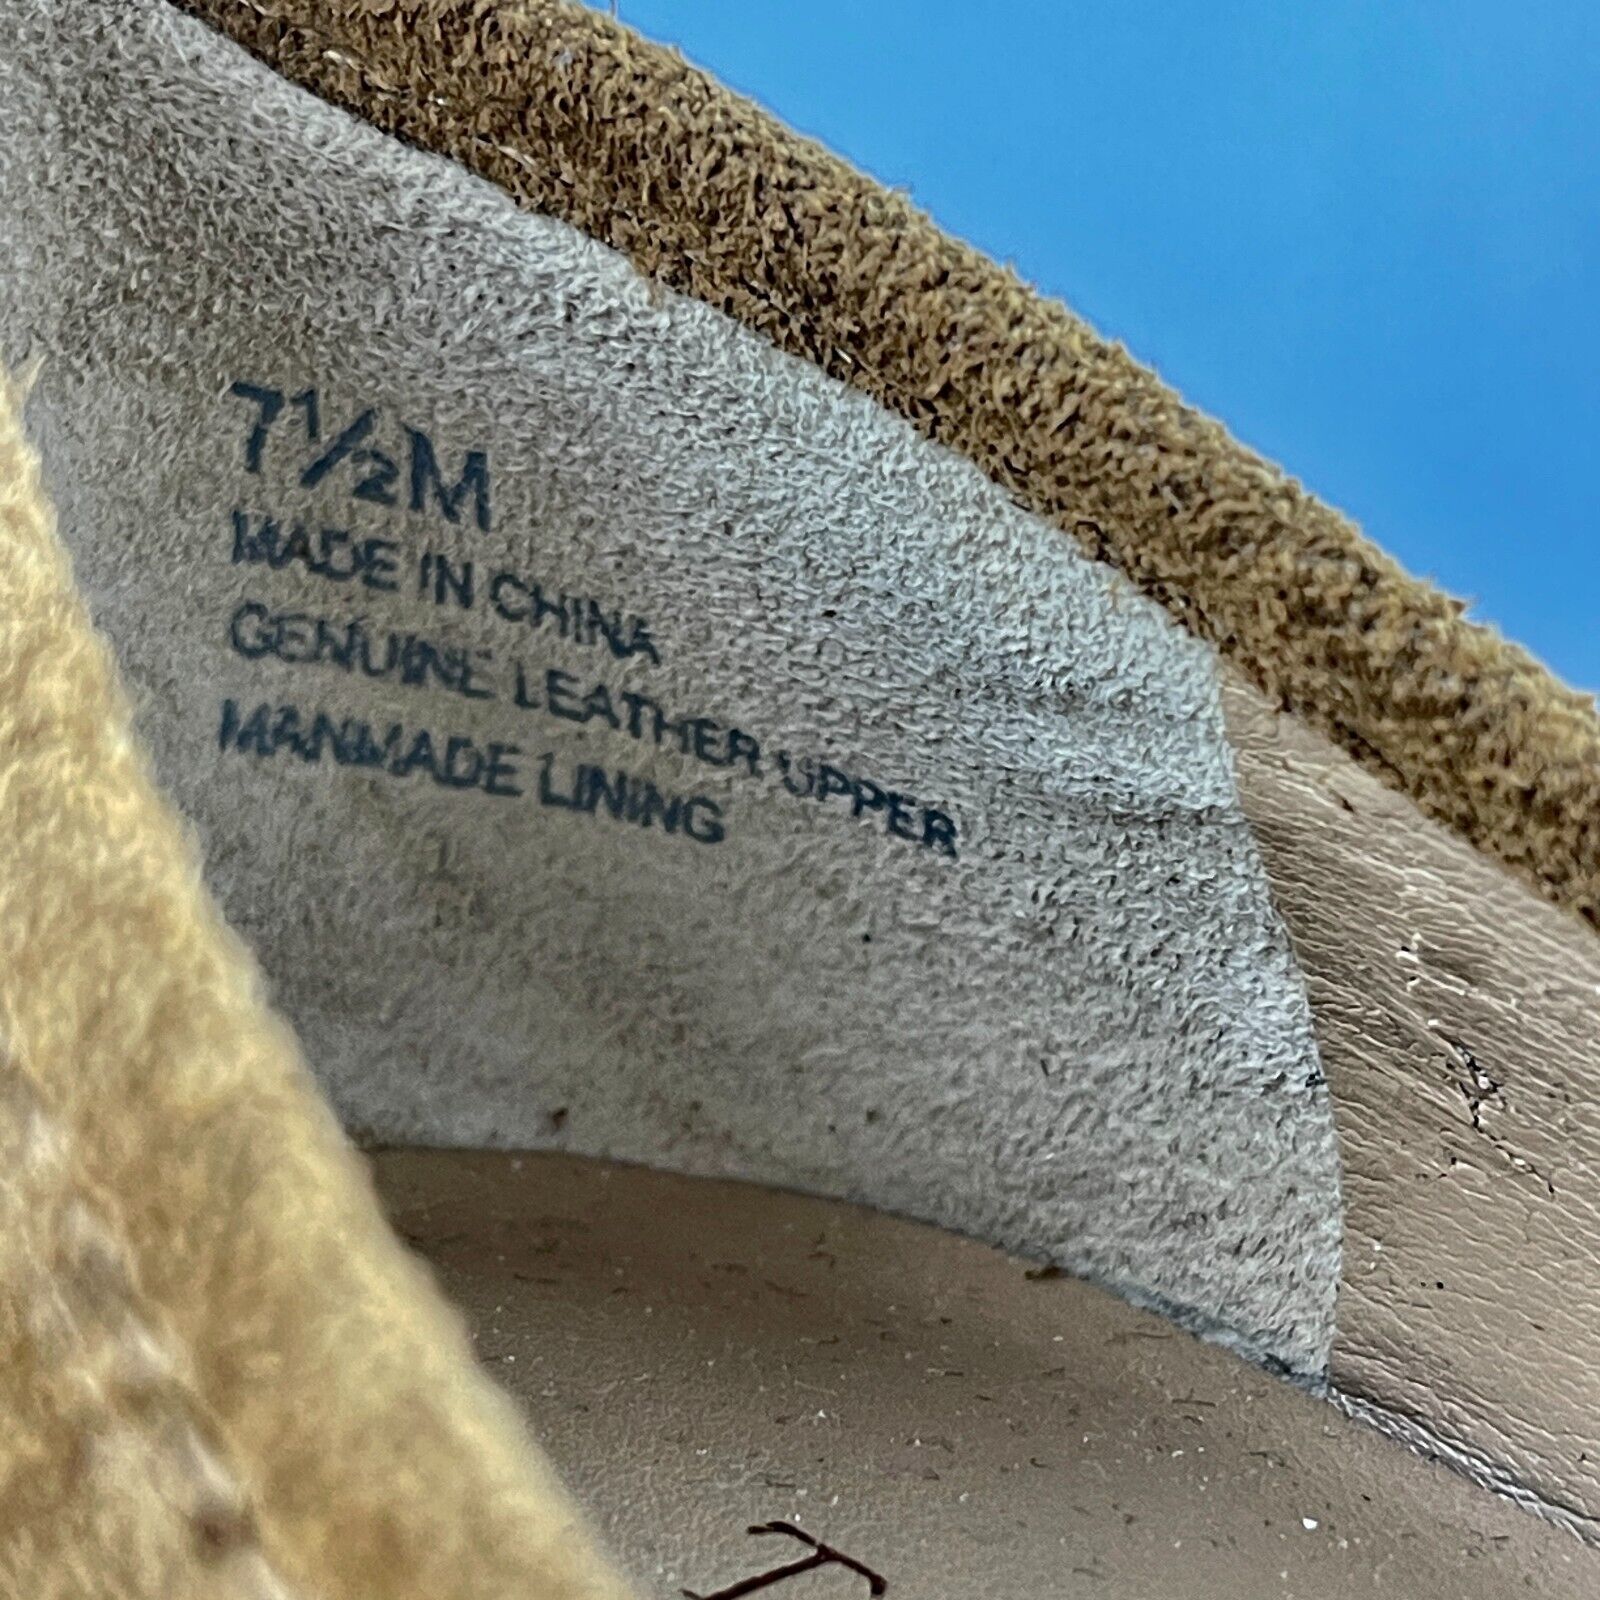 7½M
MADE IN CHINA
GENUINE LEATHER UPPER
MANMADE LINING